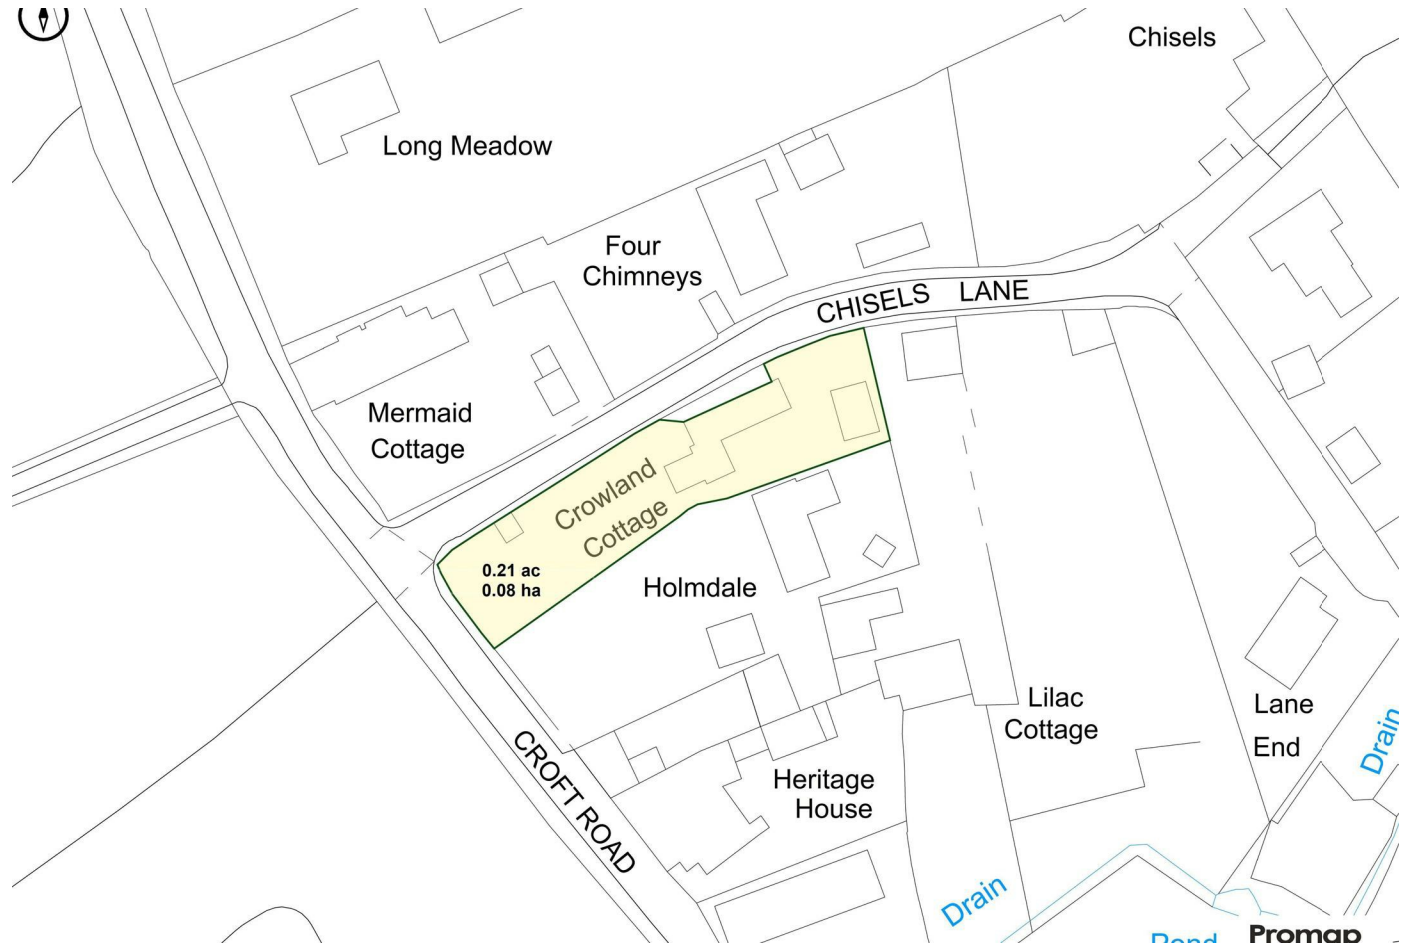 Chisels
Long Meadow
Four
Chimneys
CHISELS LANE
Mermaid
Cottage
Crowland
Cottage
0.21 ac
0.08 ha
Holmdale
Lilac
Cottage
Lane
End
Drain
CROFT ROAD
Heritage
House
Drain
Pond
Promap